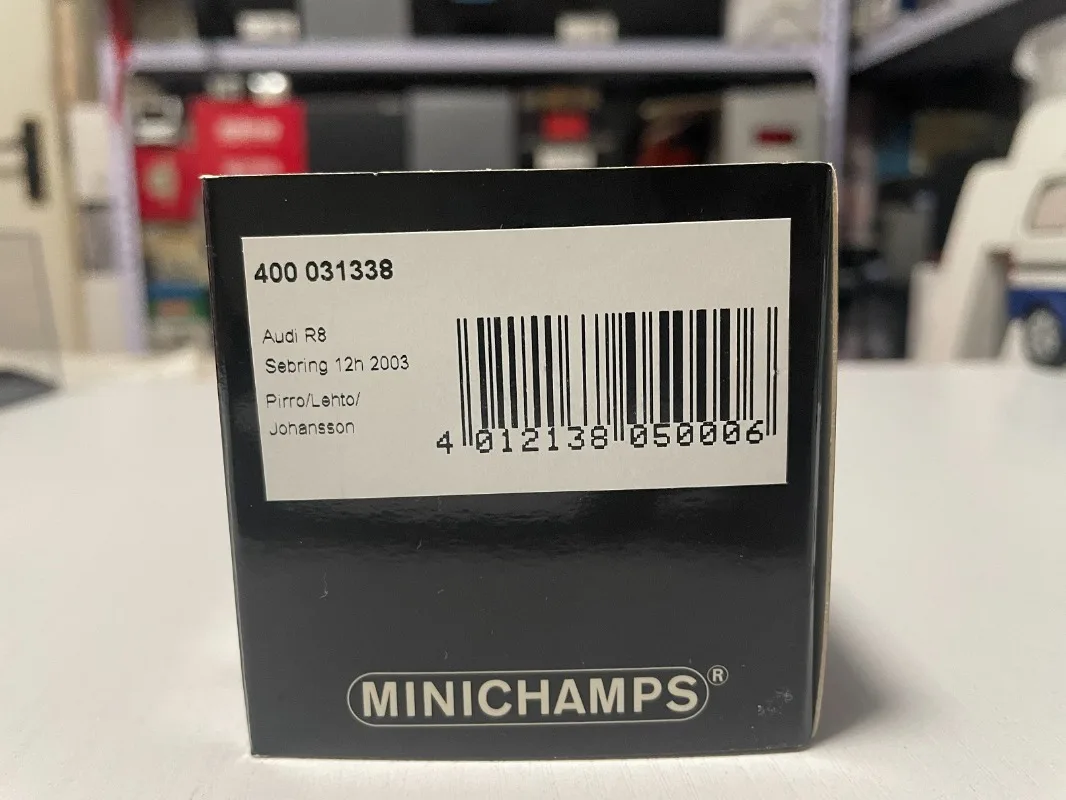 400 031338
Audi R8
Sebring 12h 2003
Pirro/Lehto/
Johansson
4 012138 050006
MINICHAMPS®